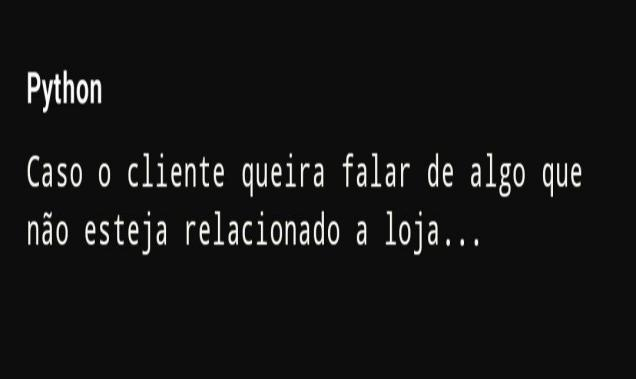 Python
Caso o cliente queira falar de algo que
não esteja relacionado a loja...